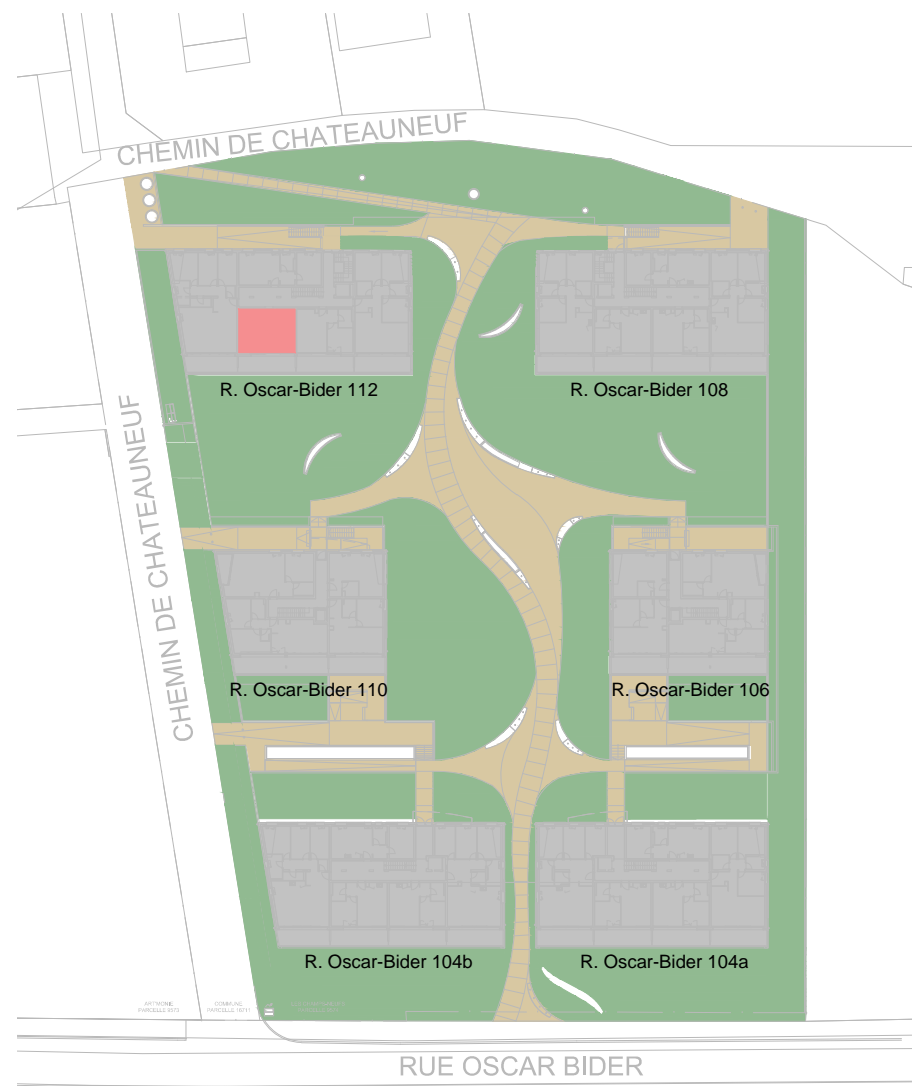 CHEMIN DE CHATEAUNEUF
R. Oscar-Bider 112
R. Oscar-Bider 108
CHEMIN DE CHATEAUNEUF
R. Oscar-Bider 110
R. Oscar-Bider 106
R. Oscar-Bider 104b
R. Oscar-Bider 104a
COMMUNE
RUE OSCAR BIDER